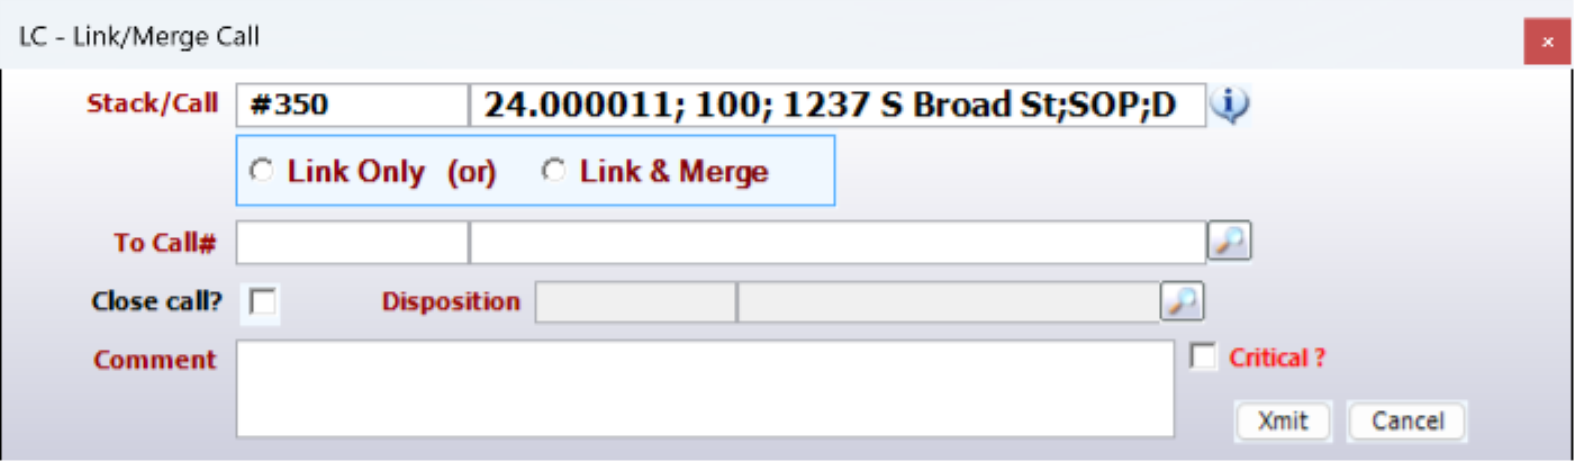 LC - Link/Merge Call
x
Stack/Call #350 24.000011; 100; 1237 S Broad St;SOP;D
Link Only (or) Link & Merge
To Call#
Close call? Disposition
Comment Critical ?
Xmit Cancel